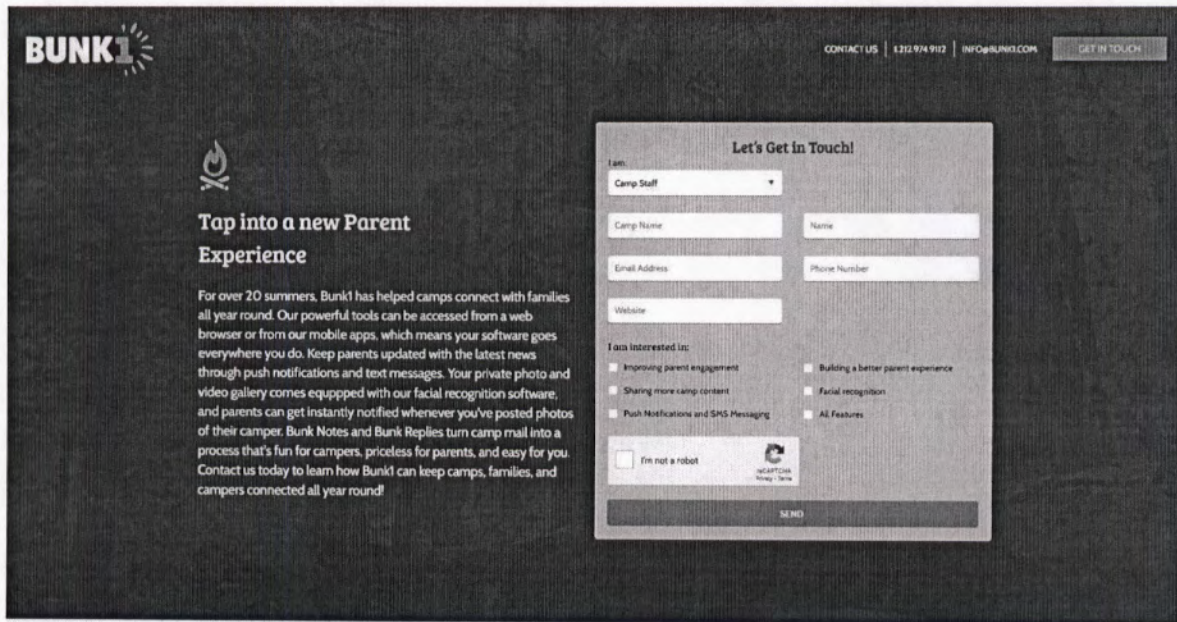 BUNK1
CONTACT US | 1.212.974.9112 | INFO@BUNK1.COM
GET IN TOUCH
Tap into a new Parent
Experience
For over 20 summers, Bunk1 has helped camps connect with families
all year round. Our powerful tools can be accessed from a web
browser or from our mobile apps, which means your software goes
everywhere you do. Keep parents updated with the latest news
through push notifications and text messages. Your private photo and
video gallery comes equppped with our facial recognition software,
and parents can get instantly notified whenever you've posted photos
of their camper. Bunk Notes and Bunk Replies turn camp mail into a
process that's fun for campers, priceless for parents, and easy for you.
Contact us today to learn how Bunk1 can keep camps, families, and
campers connected all year round!
Let's Get in Touch!
I am:
Camp Staff
Camp Name
Name
Email Address
Phone Number
Website
I am interested in:
Improving parent engagement
Building a better parent experience
Sharing more camp content
Facial recognition
Push Notifications and SMS Messaging
All Features
I'm not a robot
reCAPTCHA
Privacy - Terms
SEND